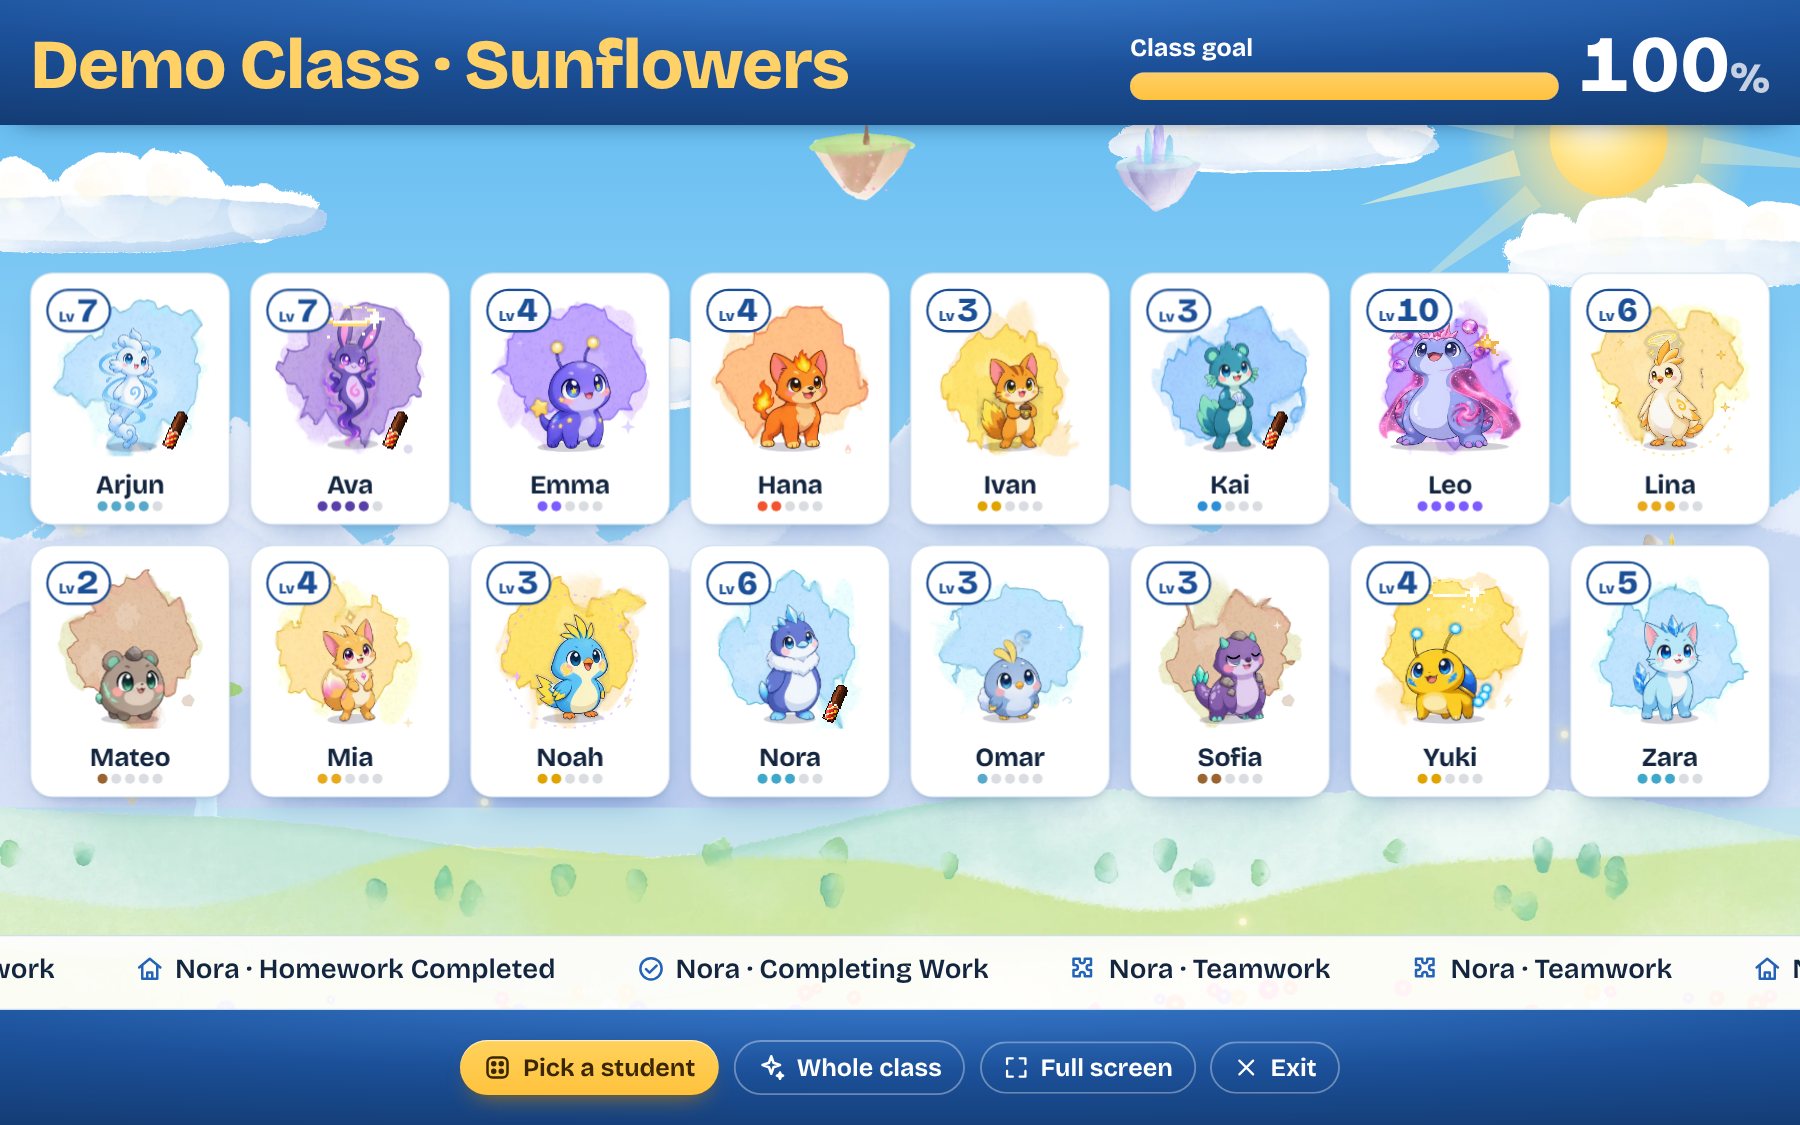 Demo Class · Sunflowers
Class goal
100%
Lv 7
Lv 7
Lv 4
Lv 4
Lv 3
Lv 3
Lv 10
Lv 6
Arjun
Ava
Emma
Hana
Ivan
Kai
Leo
Lina
Lv 2
Lv 4
Lv 3
Lv 6
Lv 3
Lv 3
Lv 4
Lv 5
Mateo
Mia
Noah
Nora
Omar
Sofia
Yuki
Zara
Nora · Homework Completed
Nora · Completing Work
Nora · Teamwork
Nora · Teamwork
Pick a student
Whole class
Full screen
Exit